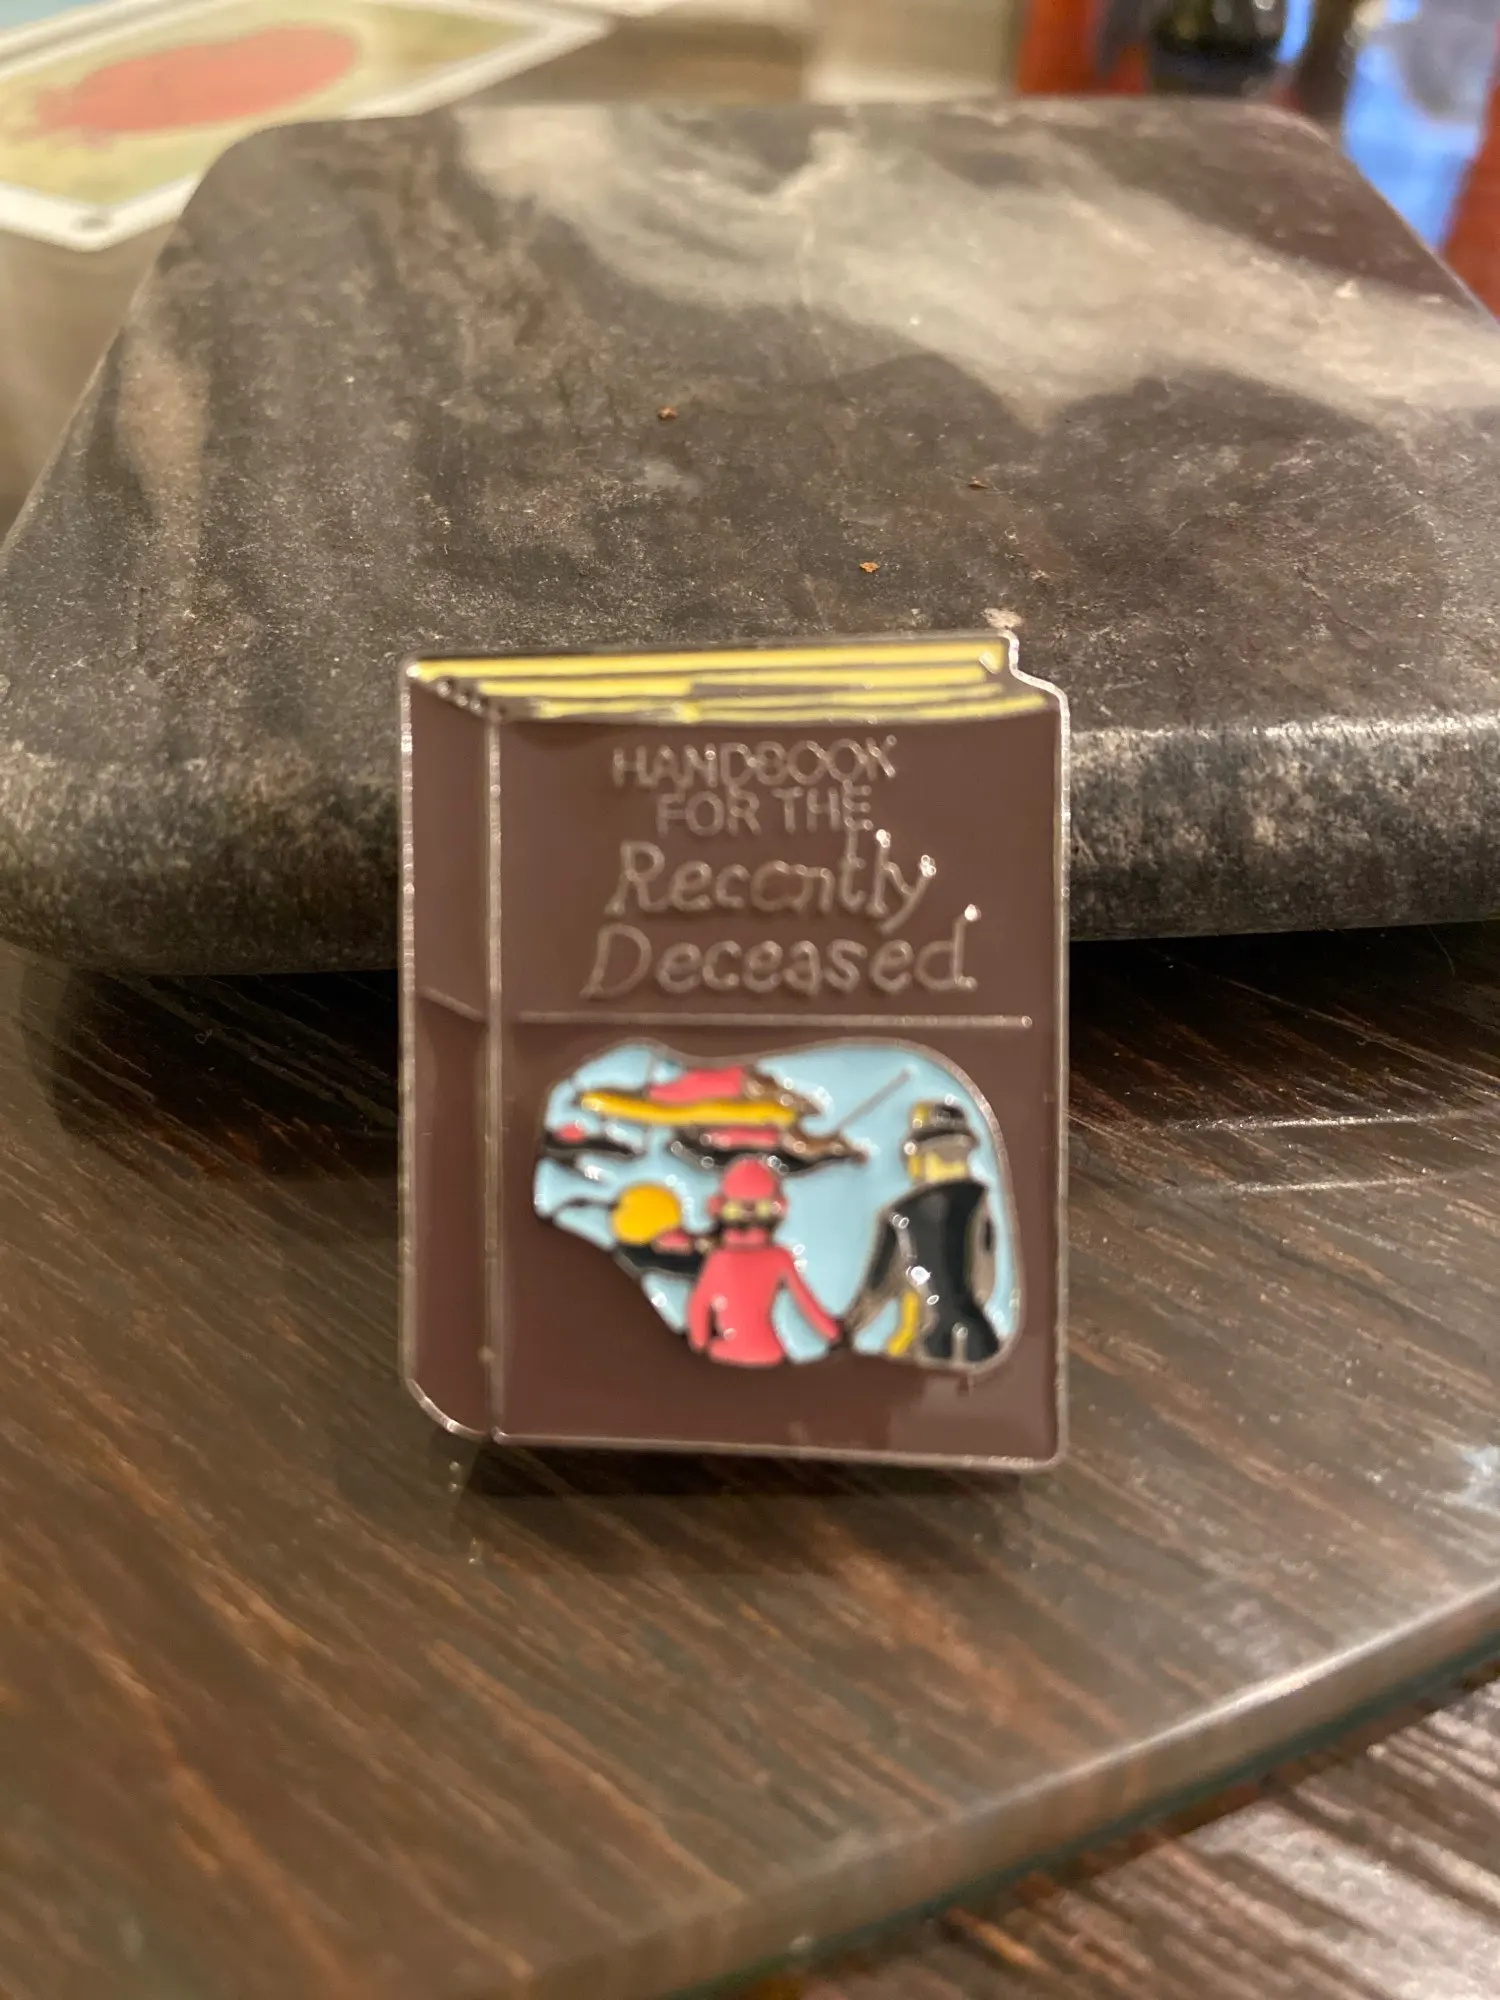 HANDBOOK
FOR THE
Recently
Deceased